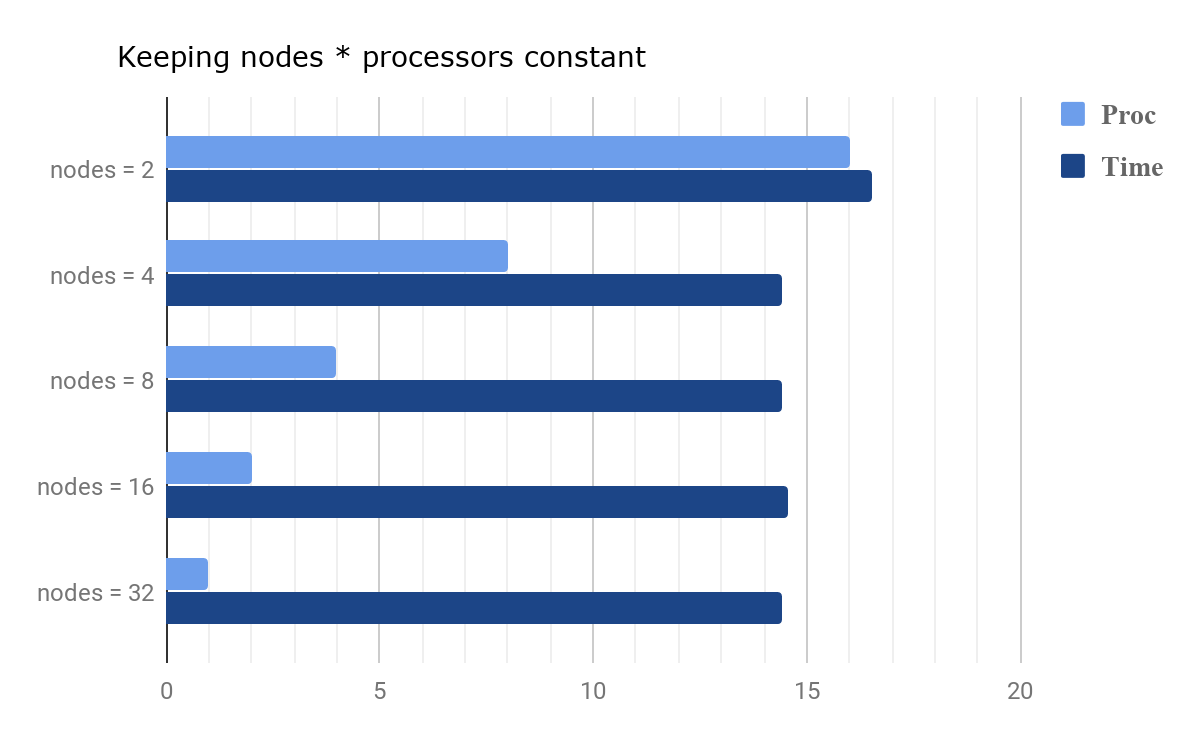 Keeping nodes * processors constant
Proc
Time
nodes = 2
nodes = 4
nodes = 8
nodes = 16
nodes = 32
0 5 10 15 20